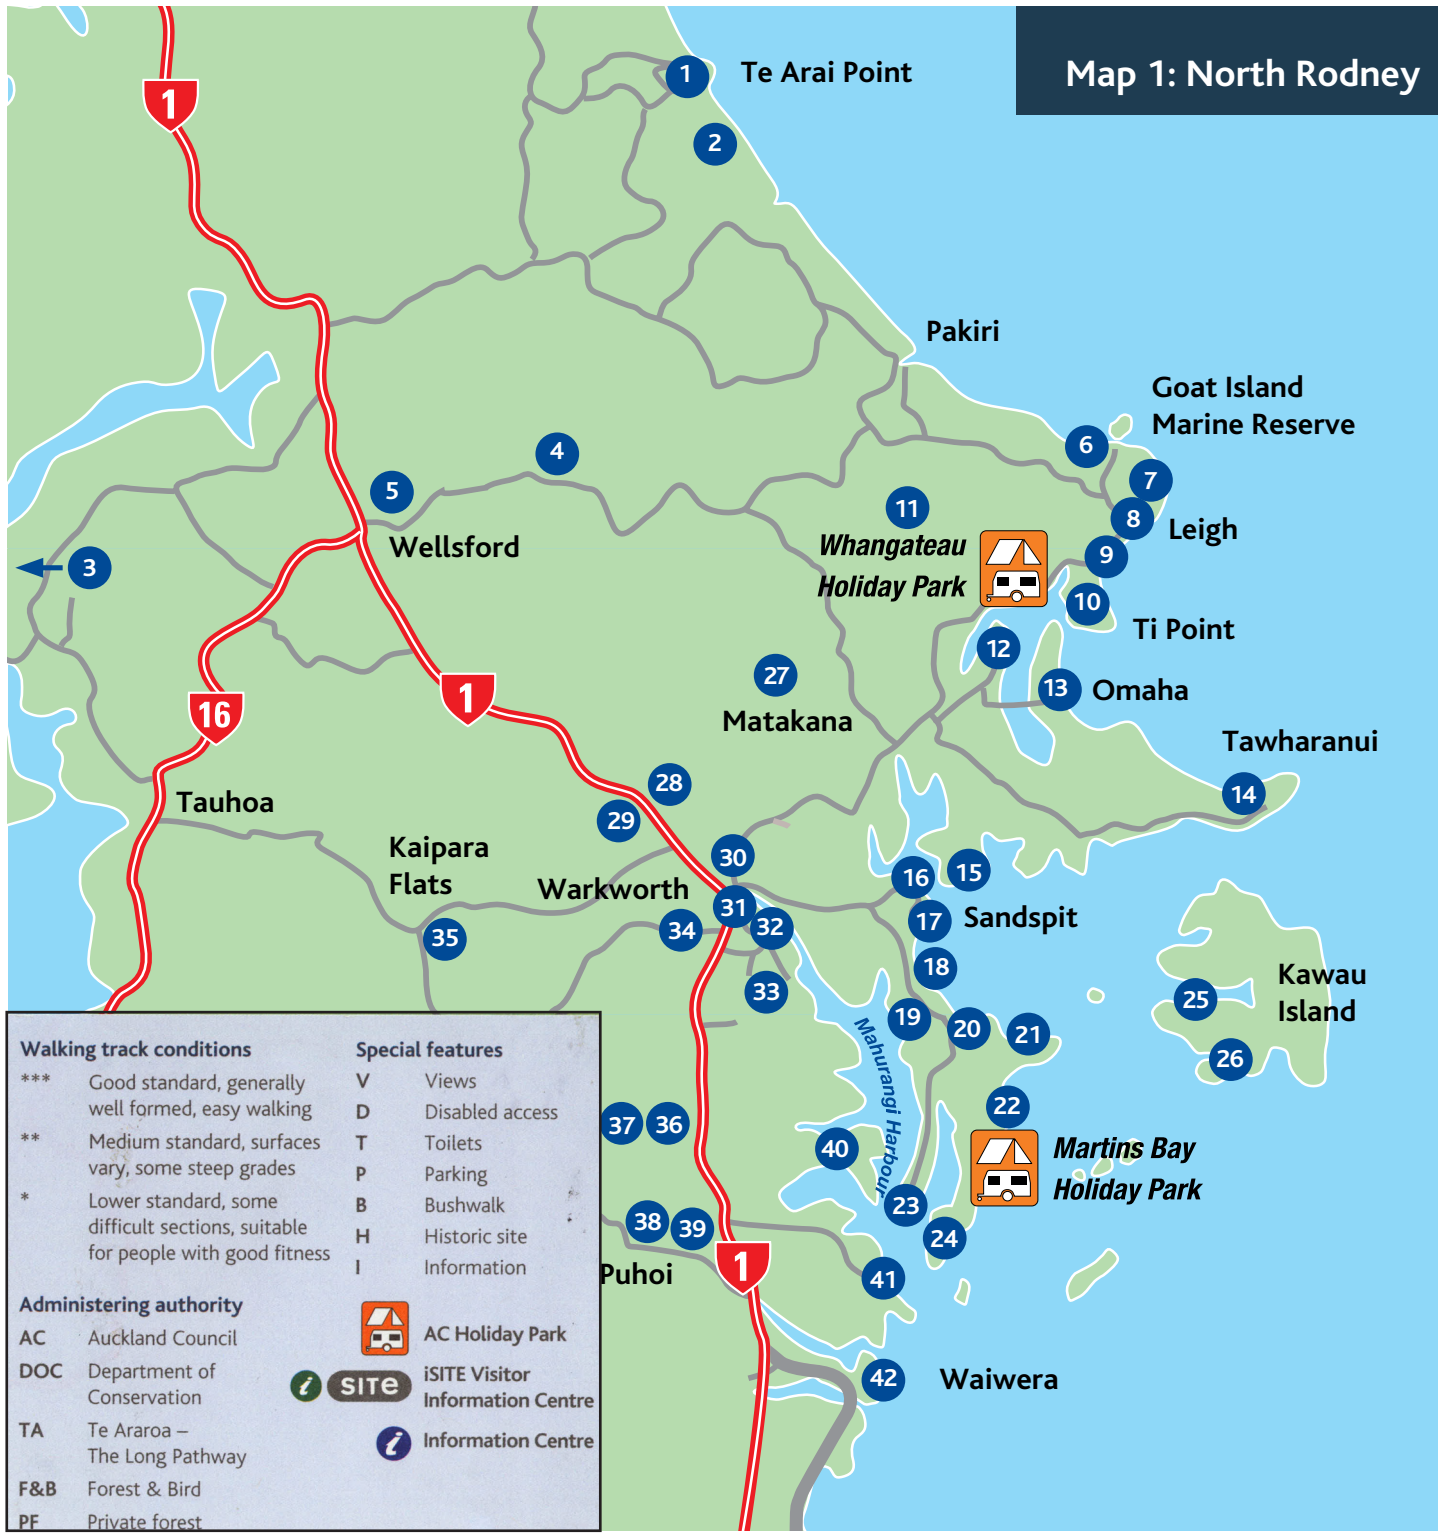 Map 1: North Rodney
1
1
Te Arai Point
2
Pakiri
Goat Island
Marine Reserve
6
7
4
5
11
8
Leigh
Wellsford
Whangateau
Holiday Park
9
3
10
Ti Point
12
27
13
Omaha
Matakana
1
16
Tawharanui
28
14
Tauhoa
29
Kaipara
Flats
30
15
16
Warkworth
31
17
Sandspit
32
34
35
18
Kawau
Island
33
25
19
20
21
Mahurangi Harbour
26
22
37
36
40
Martins Bay
Holiday Park
23
38
39
24
1
Puhoi
41
42
Waiwera
Walking track conditions
*** Good standard, generally
well formed, easy walking
** Medium standard, surfaces
vary, some steep grades
* Lower standard, some
difficult sections, suitable
for people with good fitness
Administering authority
AC Auckland Council
DOC Department of
Conservation
TA Te Araroa –
The Long Pathway
F&B Forest & Bird
PF Private forest
Special features
V Views
D Disabled access
T Toilets
P Parking
B Bushwalk
H Historic site
I Information
AC Holiday Park
i SITE iSITE Visitor
Information Centre
i Information Centre